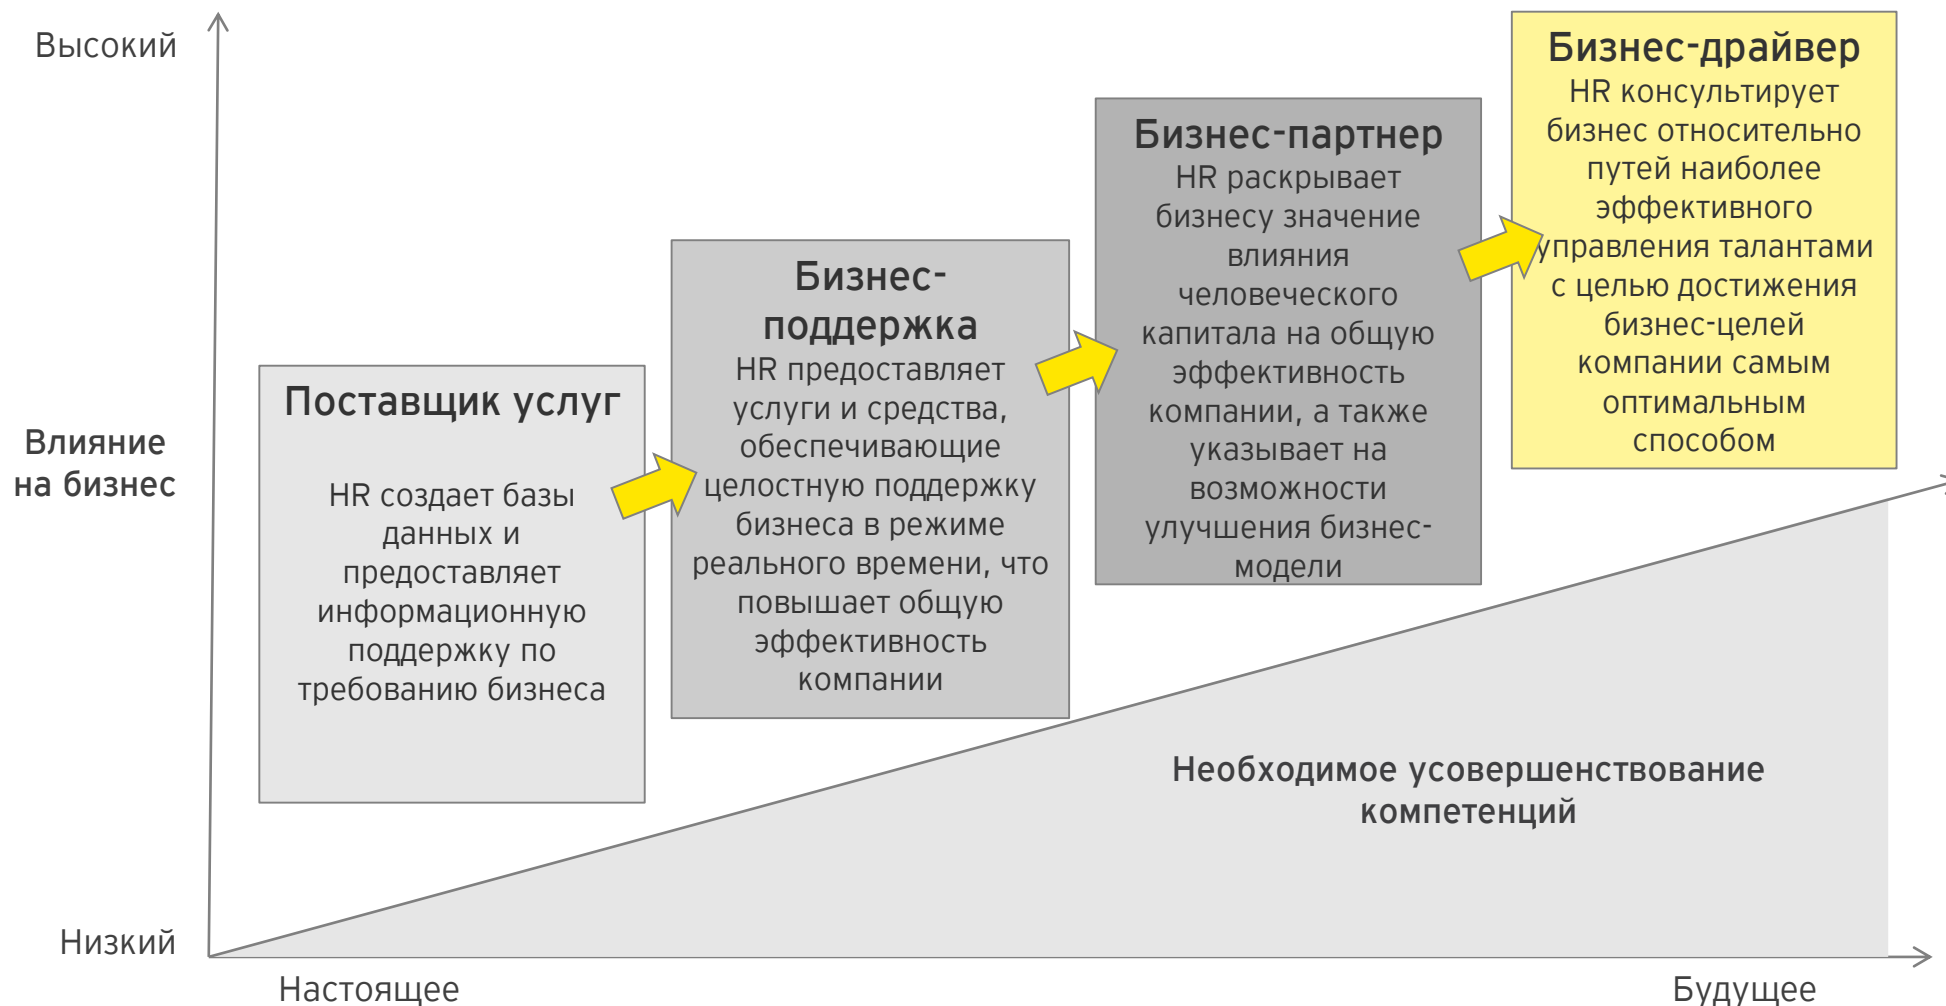 Высокий
Влияние
на бизнес
Низкий
Поставщик услуг
HR создает базы
данных и
предоставляет
информационную
поддержку по
требованию бизнеса
Бизнес-
поддержка
HR предоставляет
услуги и средства,
обеспечивающие
целостную поддержку
бизнеса в режиме
реального времени, что
повышает общую
эффективность
компании
Бизнес-партнер
HR раскрывает
бизнесу значение
влияния
человеческого
капитала на общую
эффективность
компании, а также
указывает на
возможности
улучшения бизнес-
модели
Бизнес-драйвер
HR консультирует
бизнес относительно
путей наиболее
эффективного
управления талантами
с целью достижения
бизнес-целей
компании самым
оптимальным
способом
Необходимое усовершенствование
компетенций
Настоящее
Будущее